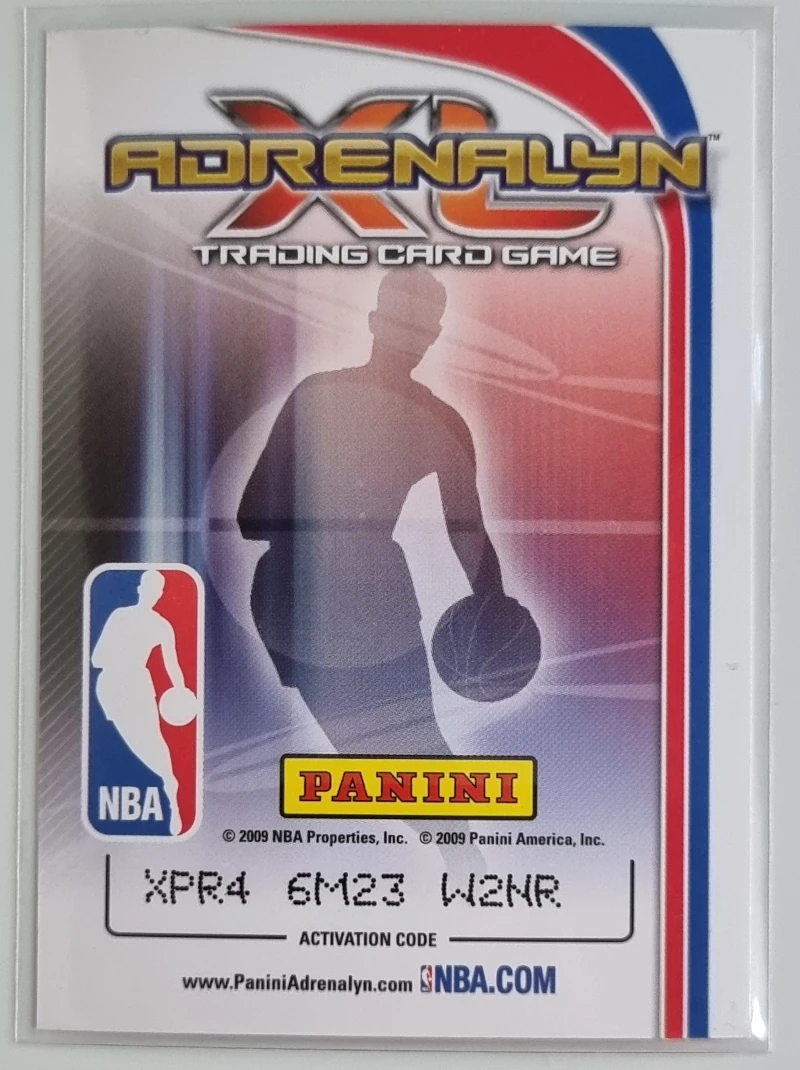 ADRENALYN™
XL
TRADING CARD GAME
NBA
PANINI
© 2009 NBA Properties, Inc. © 2009 Panini America, Inc.
XPR4 6M23 W2NR
ACTIVATION CODE
www.PaniniAdrenalyn.com NBA.COM